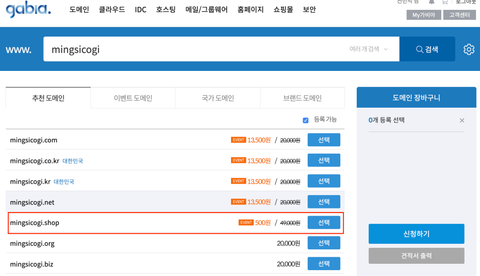 gabia.
도메인 클라우드 IDC 호스팅 메일/그룹웨어 홈페이지 쇼핑몰 보안
로그아웃
My가비아 고객센터
www. mingsicogi 여러개 검색 검색
추천 도메인 이벤트 도메인 국가 도메인 브랜드 도메인
등록 가능
mingsicogi.com EVENT 13,500원 / 20,000원 선택
mingsicogi.co.kr 대한민국 EVENT 13,500원 / 20,000원 선택
mingsicogi.kr 대한민국 EVENT 13,500원 / 20,000원 선택
mingsicogi.net EVENT 13,500원 / 20,000원 선택
mingsicogi.shop EVENT 500원 / 49,000원 선택
mingsicogi.org 20,000원 선택
mingsicogi.biz 20,000원 선택
도메인 장바구니
0개 등록 선택
신청하기
견적서 출력